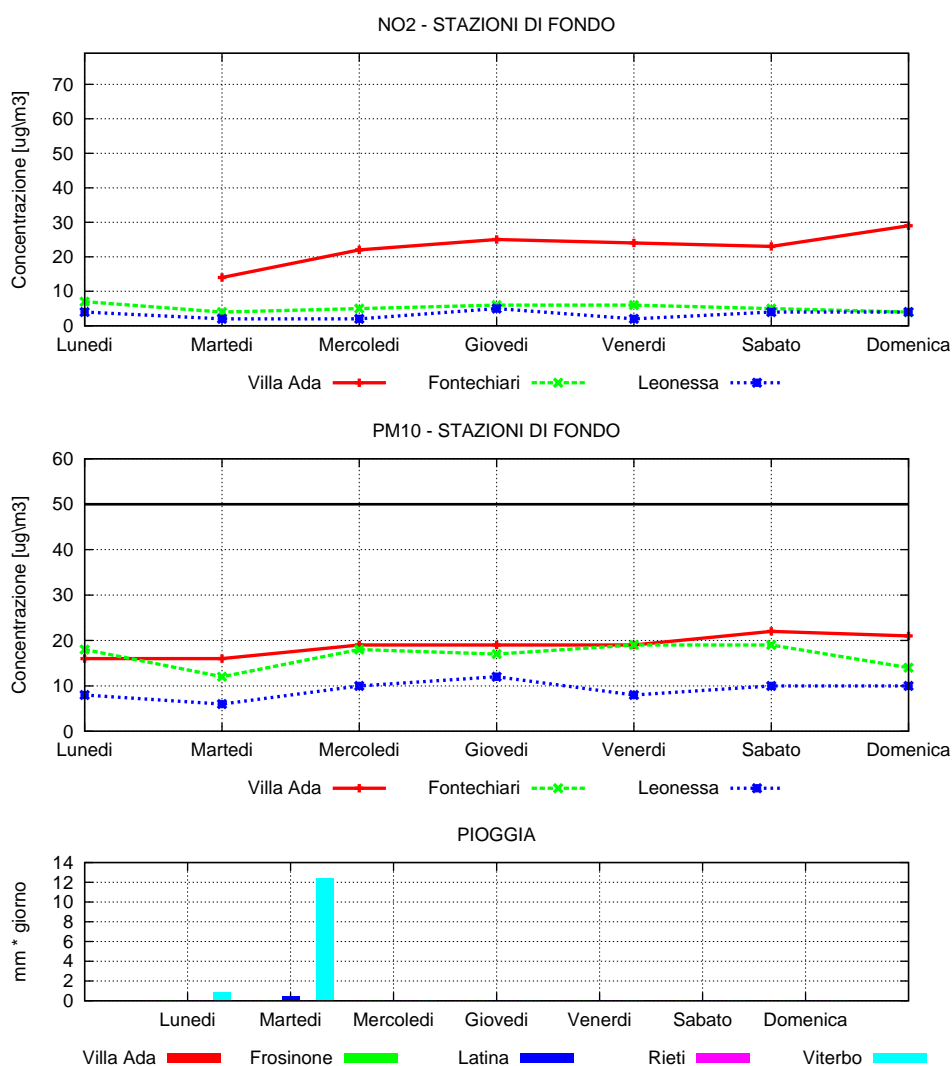 NO2 - STAZIONI DI FONDO
Concentrazione [ug\m3]
70
60
50
40
30
20
10
0
Lunedi Martedi Mercoledi Giovedi Venerdi Sabato Domenica
Villa Ada Fontechiari Leonessa
PM10 - STAZIONI DI FONDO
Concentrazione [ug\m3]
60
50
40
30
20
10
0
Lunedi Martedi Mercoledi Giovedi Venerdi Sabato Domenica
Villa Ada Fontechiari Leonessa
PIOGGIA
mm * giorno
14
12
10
8
6
4
2
0
Lunedi Martedi Mercoledi Giovedi Venerdi Sabato Domenica
Villa Ada Frosinone Latina Rieti Viterbo